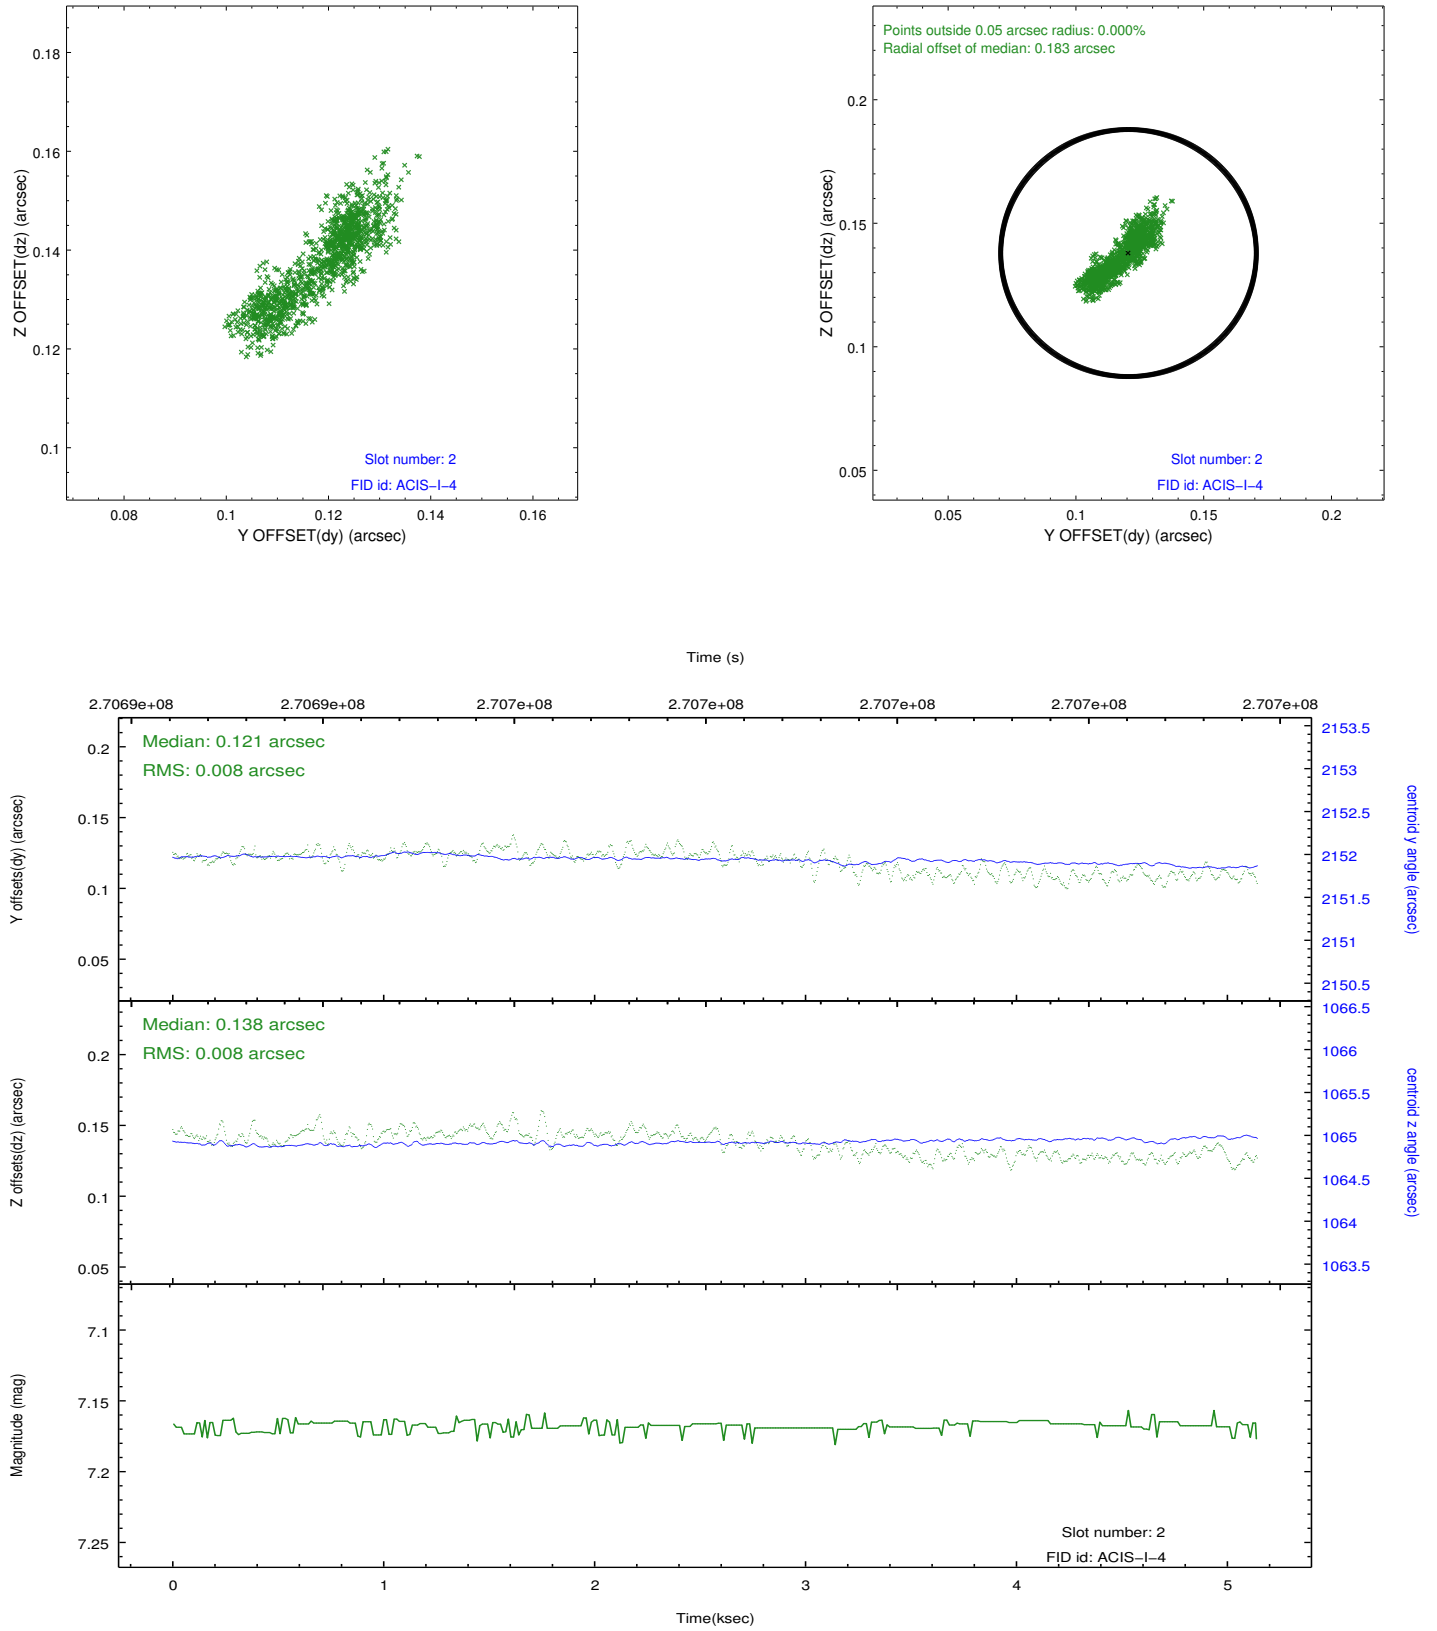 0.18
0.16
0.14
0.12
0.1
Z OFFSET(dz) (arcsec)
Slot number: 2
FID id: ACIS−I−4
0.08 0.1 0.12 0.14 0.16
Y OFFSET(dy) (arcsec)
Points outside 0.05 arcsec radius: 0.000%
Radial offset of median: 0.183 arcsec
0.2
0.15
0.1
0.05
Z OFFSET(dz) (arcsec)
Slot number: 2
FID id: ACIS−I−4
0.05 0.1 0.15 0.2
Y OFFSET(dy) (arcsec)
Time (s)
2.7069e+08 2.7069e+08 2.707e+08 2.707e+08 2.707e+08 2.707e+08 2.707e+08
Median: 0.121 arcsec
RMS: 0.008 arcsec
0.2
0.15
0.1
0.05
Y offsets(dy) (arcsec)
2153.5
2153
2152.5
2152
2151.5
2151
2150.5
centroid y angle (arcsec)
Median: 0.138 arcsec
RMS: 0.008 arcsec
0.2
0.15
0.1
0.05
Z offsets(dz) (arcsec)
1066.5
1066
1065.5
1065
1064.5
1064
1063.5
centroid z angle (arcsec)
7.1
7.15
7.2
7.25
Magnitude (mag)
Slot number: 2
FID id: ACIS−I−4
0 1 2 3 4 5
Time(ksec)